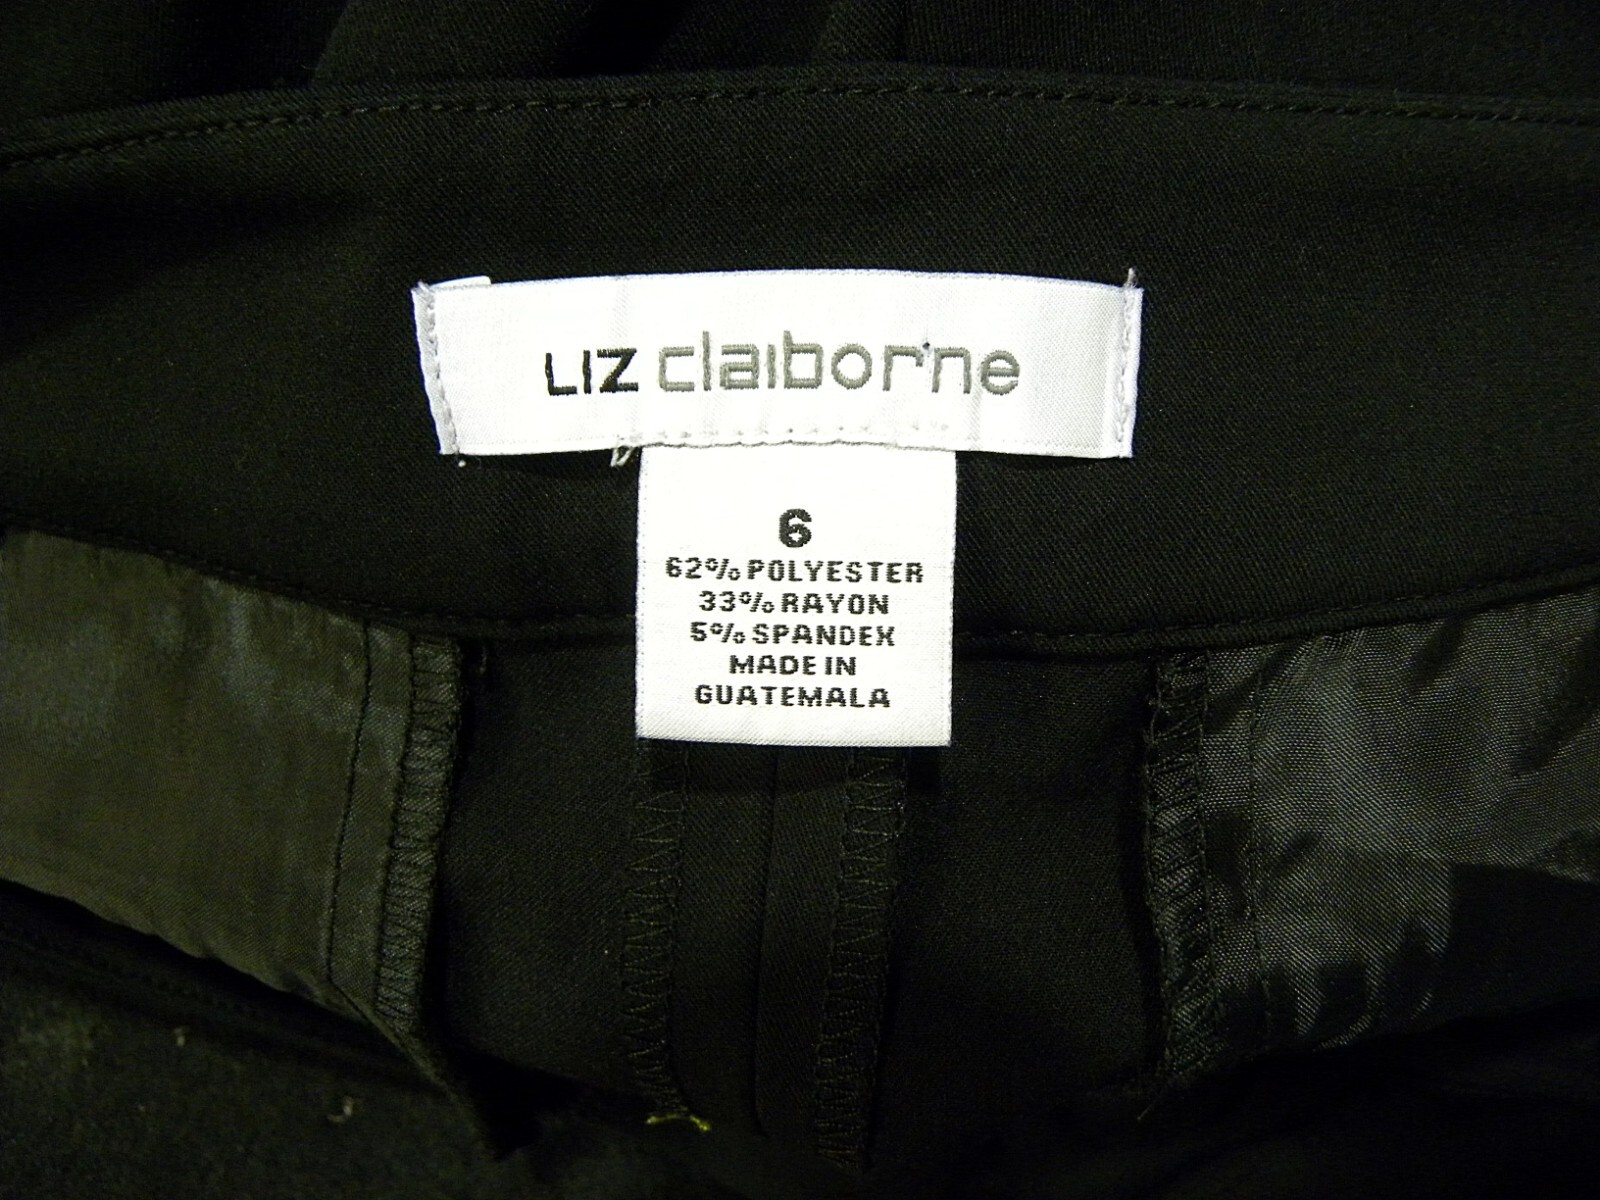 LIZ claiborne
6
62% POLYESTER
33% RAYON
5% SPANDEX
MADE IN
GUATEMALA